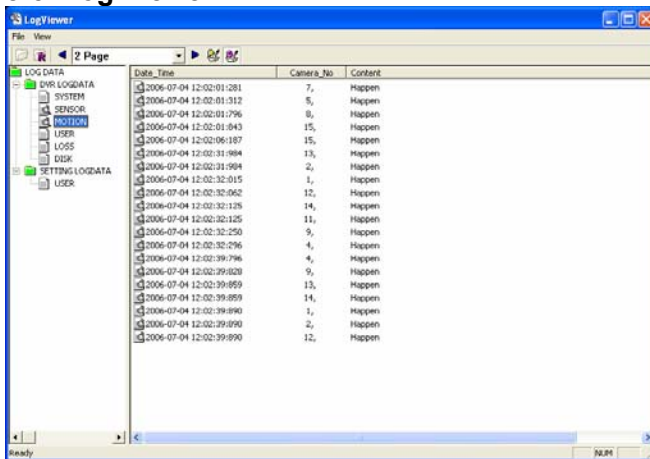 LogViewer
File View
2 Page
LOG DATA
DVR LOGDATA
SYSTEM
SENSOR
MOTION
USER
LOSS
DISK
SETTING LOGDATA
USER
Date_Time Camera_No Content
2006-07-04 12:02:01:281 7, Happen
2006-07-04 12:02:01:312 5, Happen
2006-07-04 12:02:01:796 8, Happen
2006-07-04 12:02:01:843 15, Happen
2006-07-04 12:02:06:187 15, Happen
2006-07-04 12:02:31:984 13, Happen
2006-07-04 12:02:31:984 2, Happen
2006-07-04 12:02:32:015 1, Happen
2006-07-04 12:02:32:062 12, Happen
2006-07-04 12:02:32:125 14, Happen
2006-07-04 12:02:32:125 11, Happen
2006-07-04 12:02:32:250 9, Happen
2006-07-04 12:02:32:296 4, Happen
2006-07-04 12:02:39:796 4, Happen
2006-07-04 12:02:39:828 9, Happen
2006-07-04 12:02:39:859 13, Happen
2006-07-04 12:02:39:859 14, Happen
2006-07-04 12:02:39:890 1, Happen
2006-07-04 12:02:39:890 2, Happen
2006-07-04 12:02:39:890 12, Happen
Ready NUM